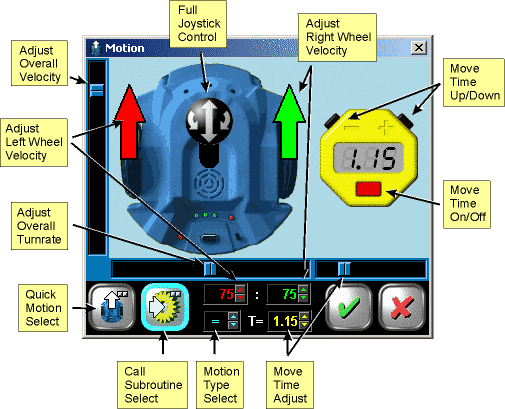 Full
Joystick
Control
Adjust
Right Wheel
Velocity
Adjust
Overall
Velocity
Motion
Move
Time
Up/Down
Adjust
Left Wheel
Velocity
1.15
Move
Time
On/Off
Adjust
Overall
Turnrate
Quick
Motion
Select
75 : 75
= T= 1.15
Call
Subroutine
Select
Motion
Type
Select
Move
Time
Adjust